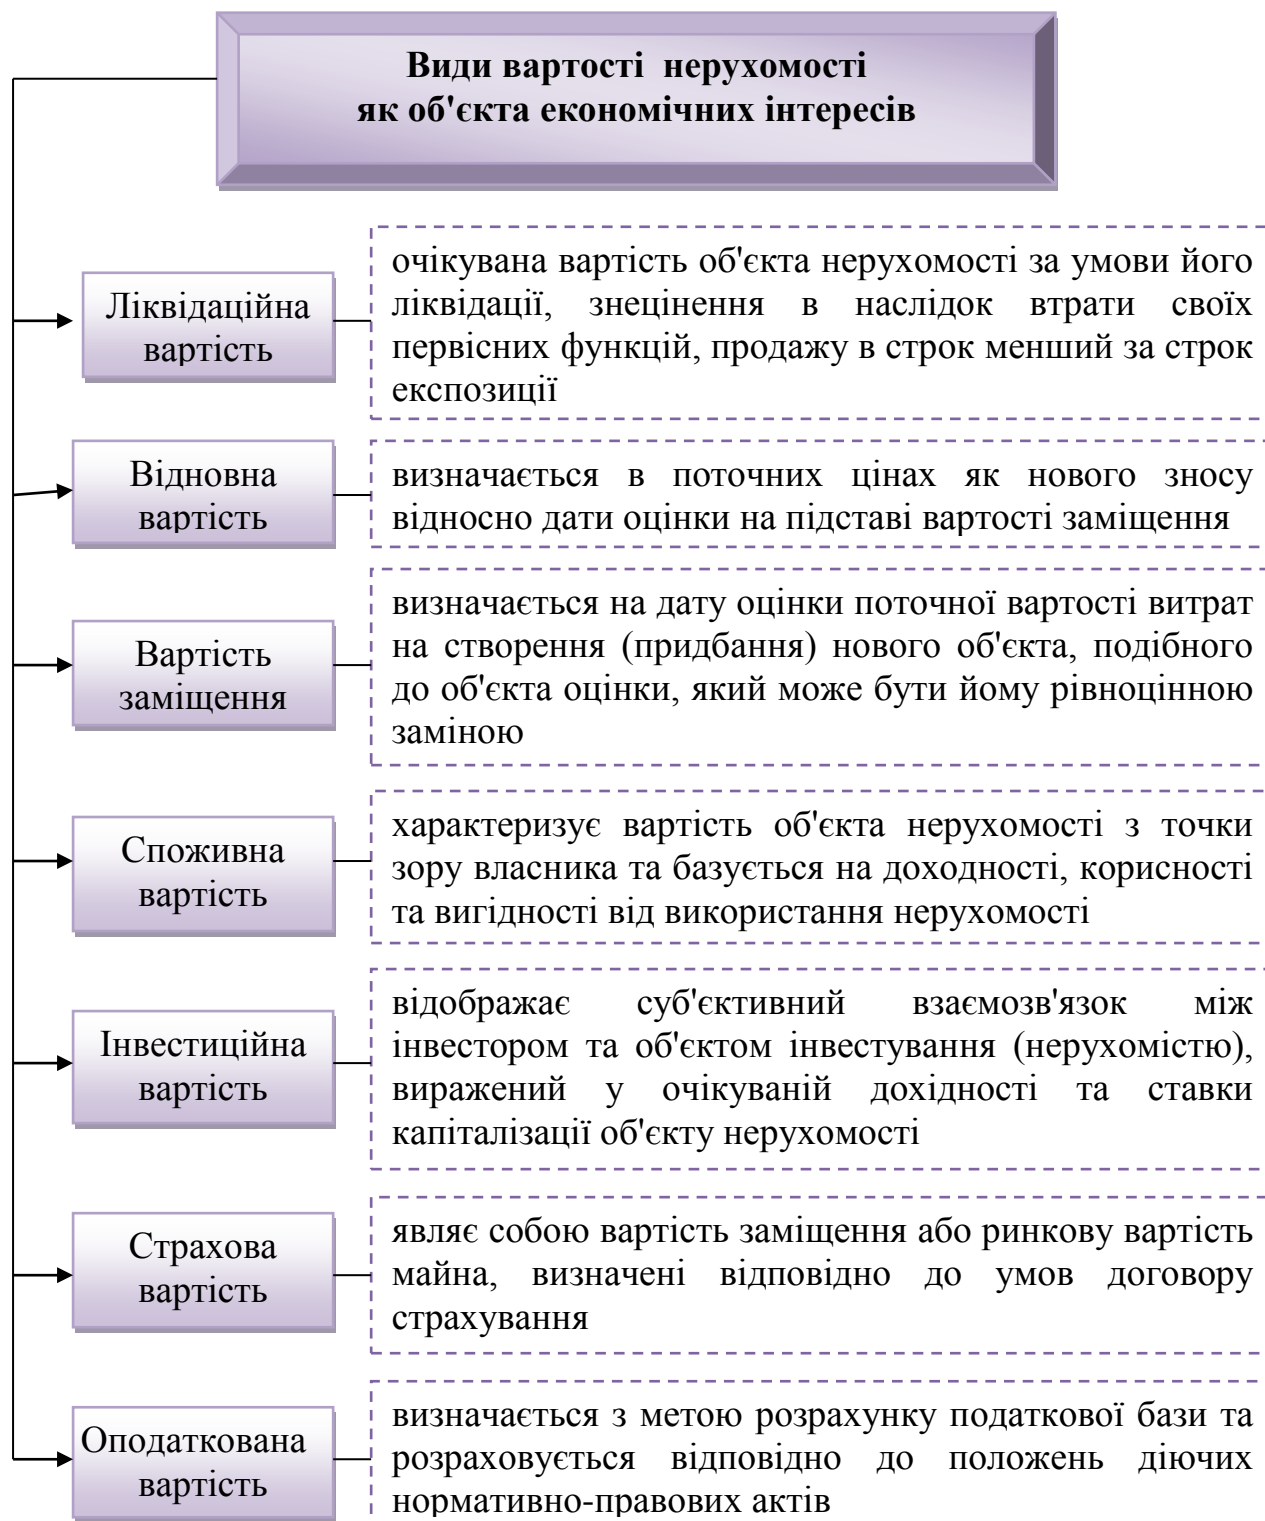 Види вартості нерухомості
як об'єкта економічних інтересів
Ліквідаційна
вартість
очікувана вартість об'єкта нерухомості за умови його
ліквідації, знецінення в наслідок втрати своїх
первісних функцій, продажу в строк менший за строк
експозиції
Відновна
вартість
визначається в поточних цінах як нового зносу
відносно дати оцінки на підставі вартості заміщення
Вартість
заміщення
визначається на дату оцінки поточної вартості витрат
на створення (придбання) нового об'єкта, подібного
до об'єкта оцінки, який може бути йому рівноцінною
заміною
Споживна
вартість
характеризує вартість об'єкта нерухомості з точки
зору власника та базується на доходності, корисності
та вигідності від використання нерухомості
Інвестиційна
вартість
відображає суб'єктивний взаємозв'язок між
інвестором та об'єктом інвестування (нерухомістю),
виражений у очікуваній дохідності та ставки
капіталізації об'єкту нерухомості
Страхова
вартість
являє собою вартість заміщення або ринкову вартість
майна, визначені відповідно до умов договору
страхування
Оподаткована
вартість
визначається з метою розрахунку податкової бази та
розраховується відповідно до положень діючих
нормативно-правових актів